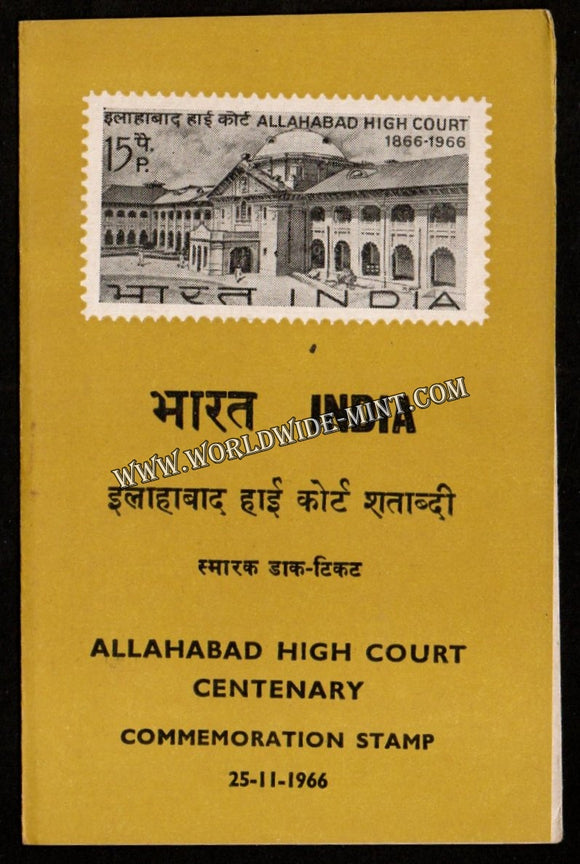 इलाहाबाद हाई कोर्ट ALLAHABAD HIGH COURT
1866-1966
15 पै.
P.
भारत INDIA
भारत INDIA
WWW.WORLDWIDE-MINT.COM
इलाहाबाद हाई कोर्ट शताब्दी
स्मारक डाक-टिकट
ALLAHABAD HIGH COURT
CENTENARY
COMMEMORATION STAMP
25-11-1966